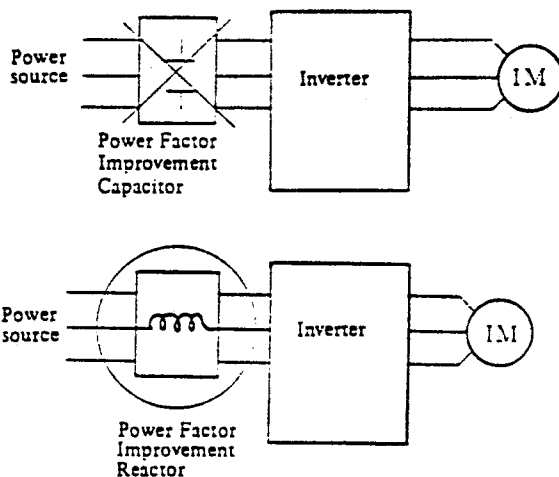 Power
source
Inverter
IM
Power Factor
Improvement
Capacitor
Power
source
Inverter
IM
Power Factor
Improvement
Reactor